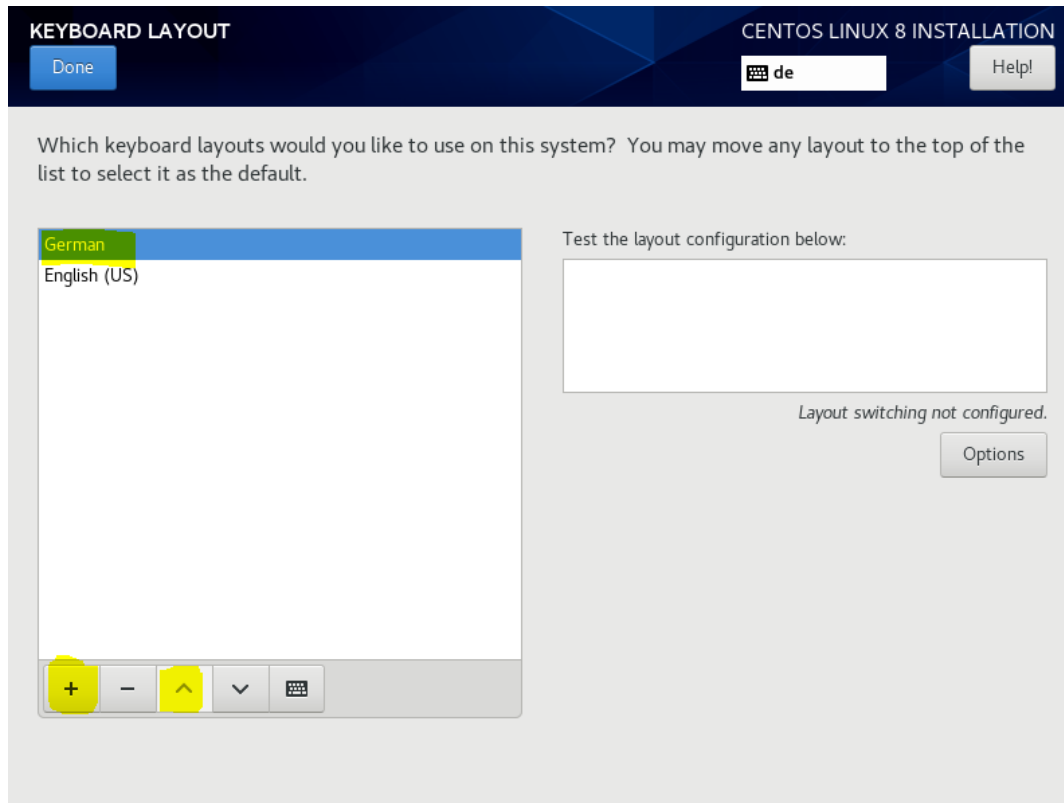 KEYBOARD LAYOUT
CENTOS LINUX 8 INSTALLATION
Done
de
Help!
Which keyboard layouts would you like to use on this system? You may move any layout to the top of the
list to select it as the default.
German
English (US)
Test the layout configuration below:
Layout switching not configured.
Options